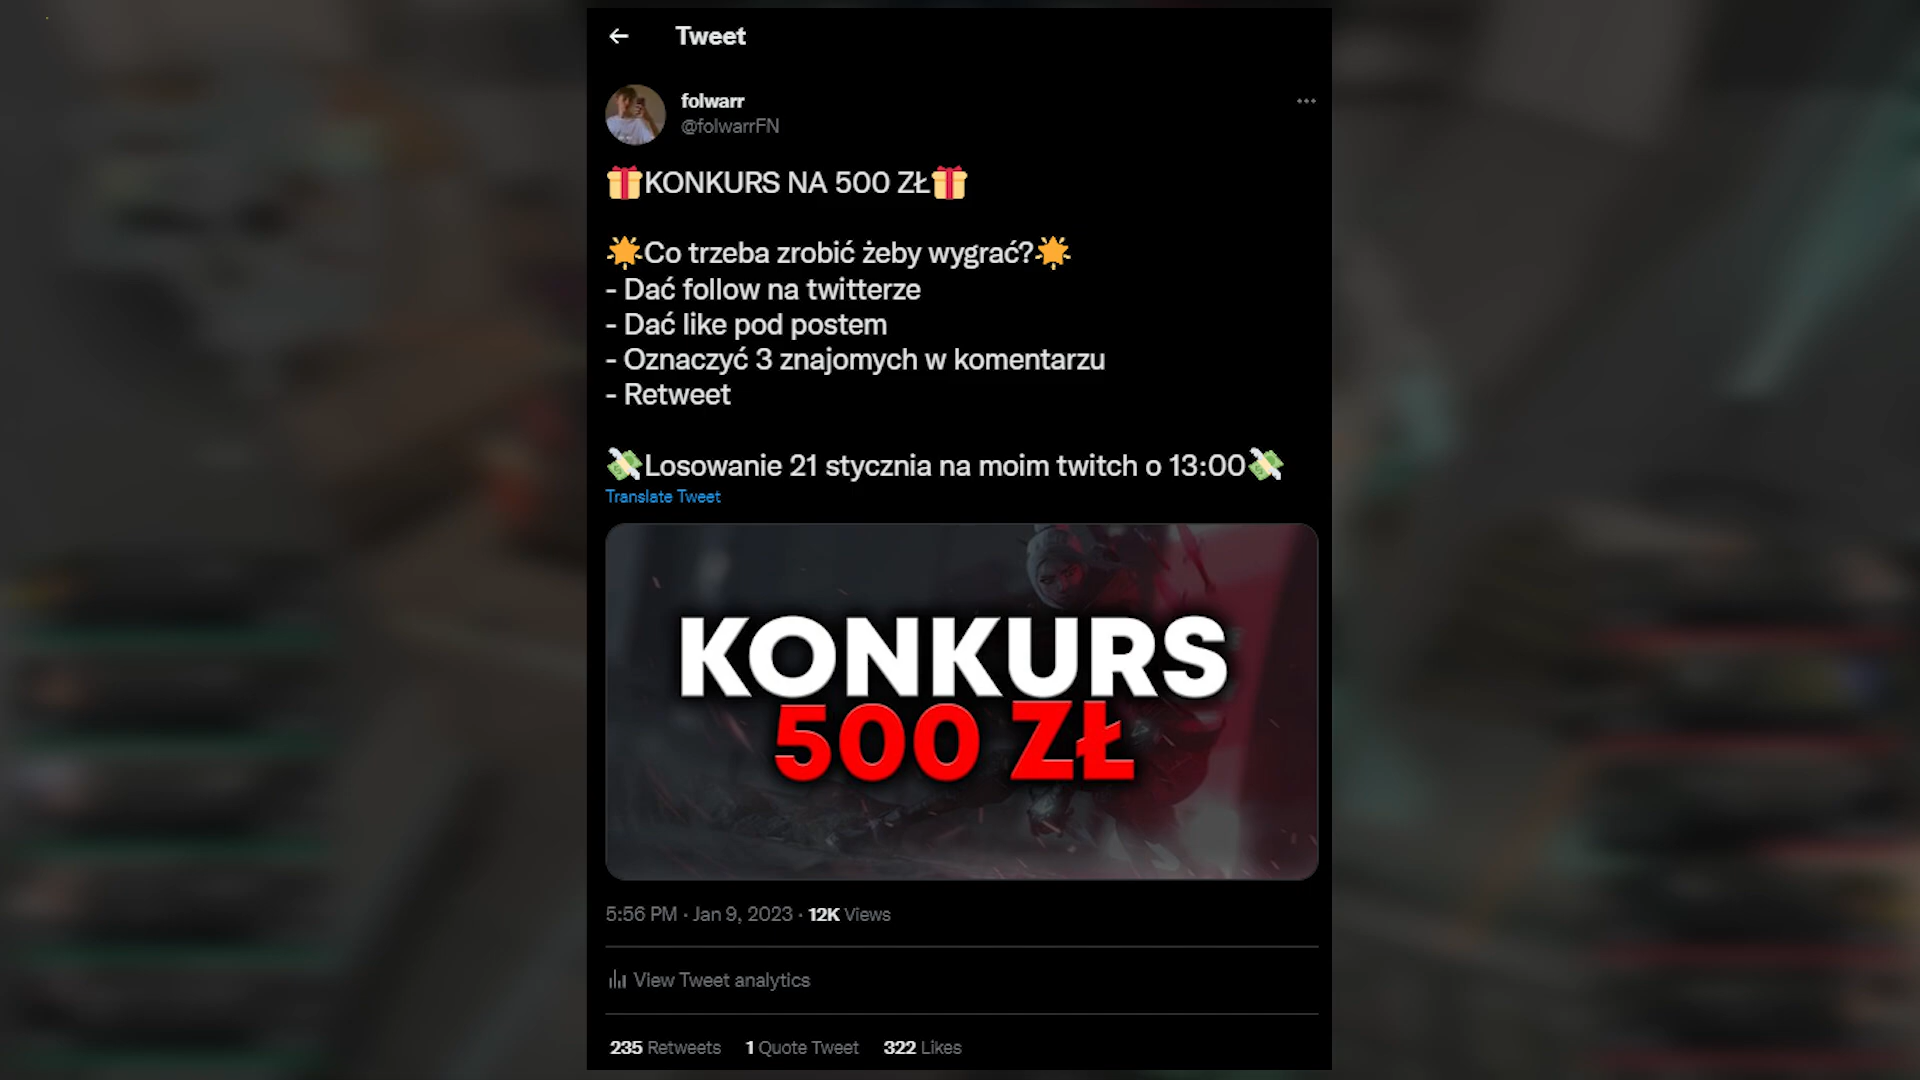 Tweet
folwarr
@folwarrFN
🎁KONKURS NA 500 ZŁ🎁
🌟Co trzeba zrobić żeby wygrać?🌟
- Dać follow na twitterze
- Dać like pod postem
- Oznaczyć 3 znajomych w komentarzu
- Retweet
💸Losowanie 21 stycznia na moim twitch o 13:00💸
Translate Tweet
KONKURS
500 ZŁ
5:56 PM · Jan 9, 2023 · 12K Views
View Tweet analytics
235 Retweets 1 Quote Tweet 322 Likes